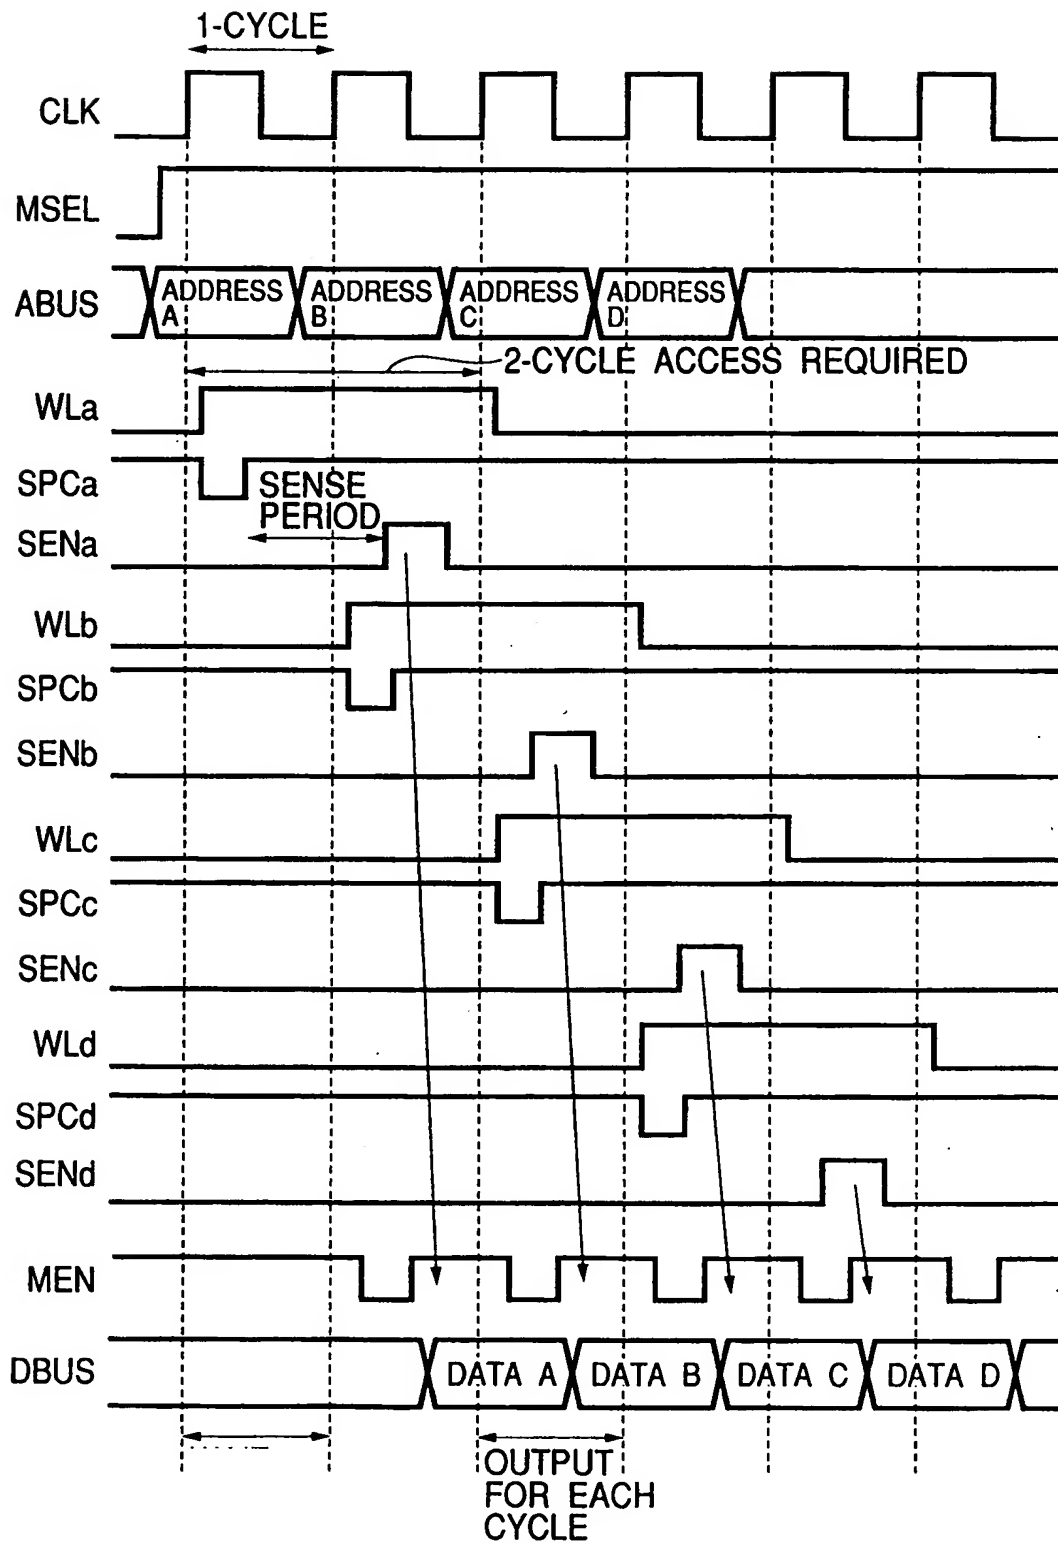 1-CYCLE
CLK
MSEL
ABUS
ADDRESS A
ADDRESS B
ADDRESS C
ADDRESS D
2-CYCLE ACCESS REQUIRED
WLa
SPCa
SENSE
PERIOD
SENa
WLb
SPCb
SENb
WLc
SPCc
SENc
WLd
SPCd
SENd
MEN
DBUS
DATA A
DATA B
DATA C
DATA D
OUTPUT
FOR EACH
CYCLE